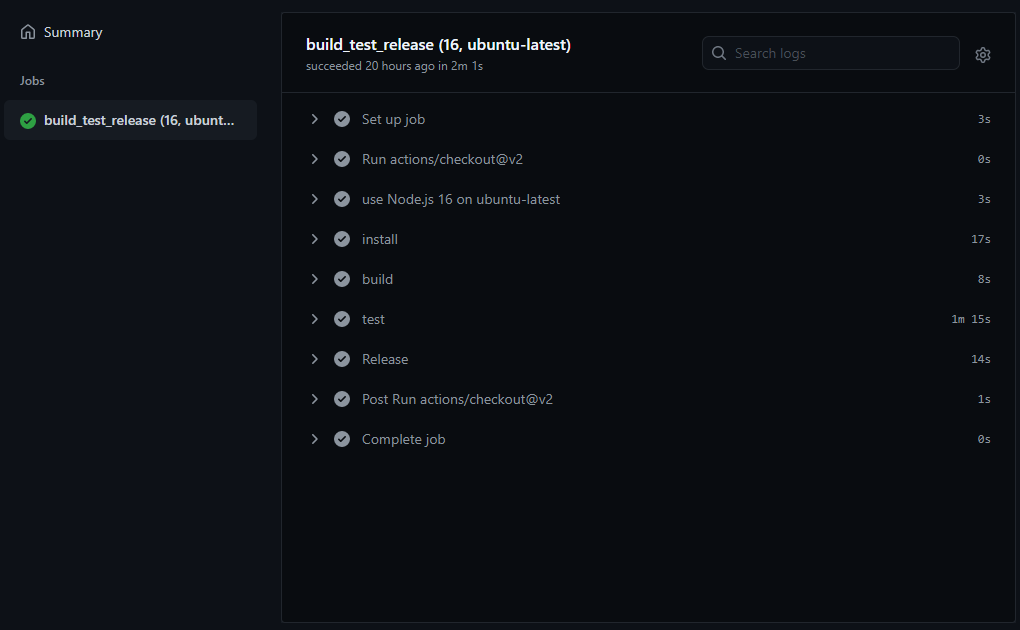 Summary
Jobs
build_test_release (16, ubunt...
build_test_release (16, ubuntu-latest)
succeeded 20 hours ago in 2m 1s
Search logs
Set up job 3s
Run actions/checkout@v2 0s
use Node.js 16 on ubuntu-latest 3s
install 17s
build 8s
test 1m 15s
Release 14s
Post Run actions/checkout@v2 1s
Complete job 0s